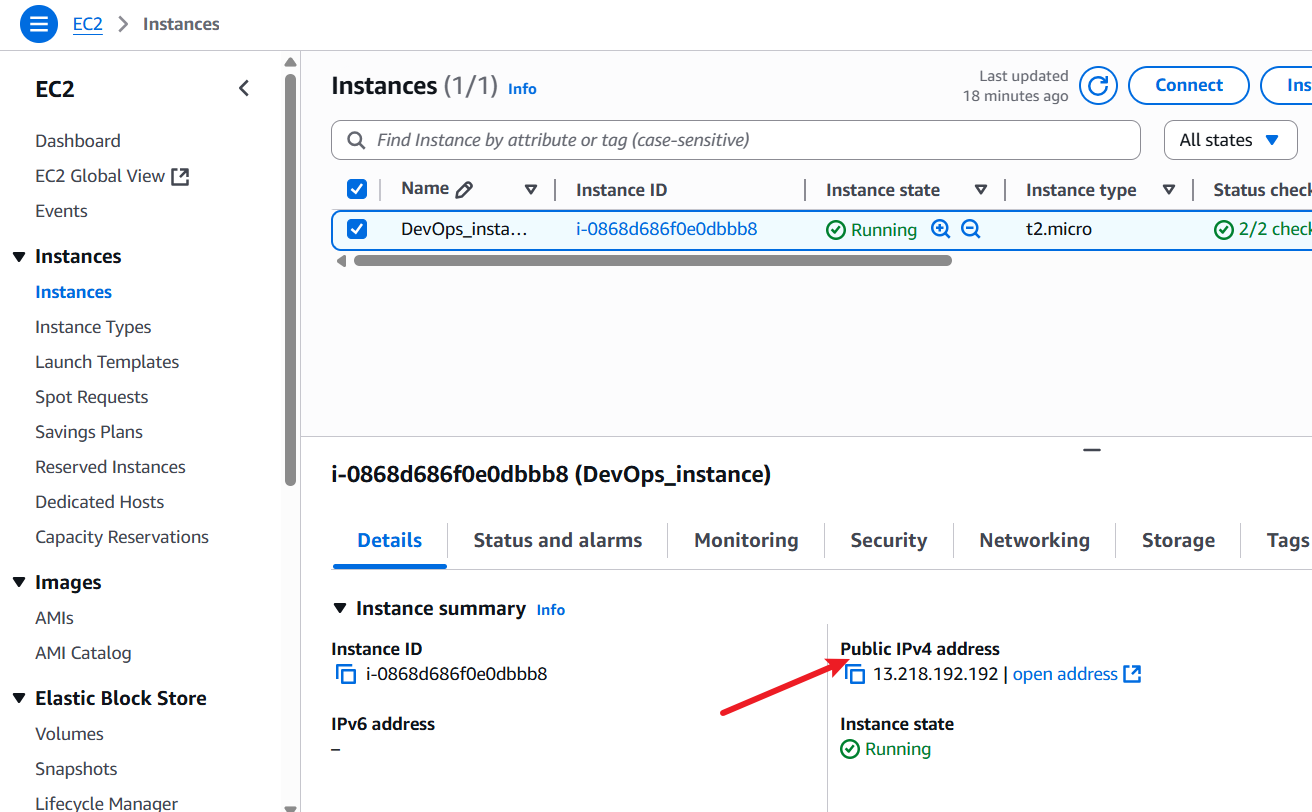 EC2 > Instances
EC2
Dashboard
EC2 Global View
Events
Instances
Instances
Instance Types
Launch Templates
Spot Requests
Savings Plans
Reserved Instances
Dedicated Hosts
Capacity Reservations
Images
AMIs
AMI Catalog
Elastic Block Store
Volumes
Snapshots
Lifecycle Manager
Instances (1/1) Info
Last updated
18 minutes ago
Connect
Ins
Find Instance by attribute or tag (case-sensitive)
All states
Name Instance ID Instance state Instance type Status check
DevOps_insta... i-0868d686f0e0dbbb8 Running t2.micro 2/2 check
i-0868d686f0e0dbbb8 (DevOps_instance)
Details Status and alarms Monitoring Security Networking Storage Tags
Instance summary Info
Instance ID
i-0868d686f0e0dbbb8
Public IPv4 address
13.218.192.192 | open address
IPv6 address
–
Instance state
Running